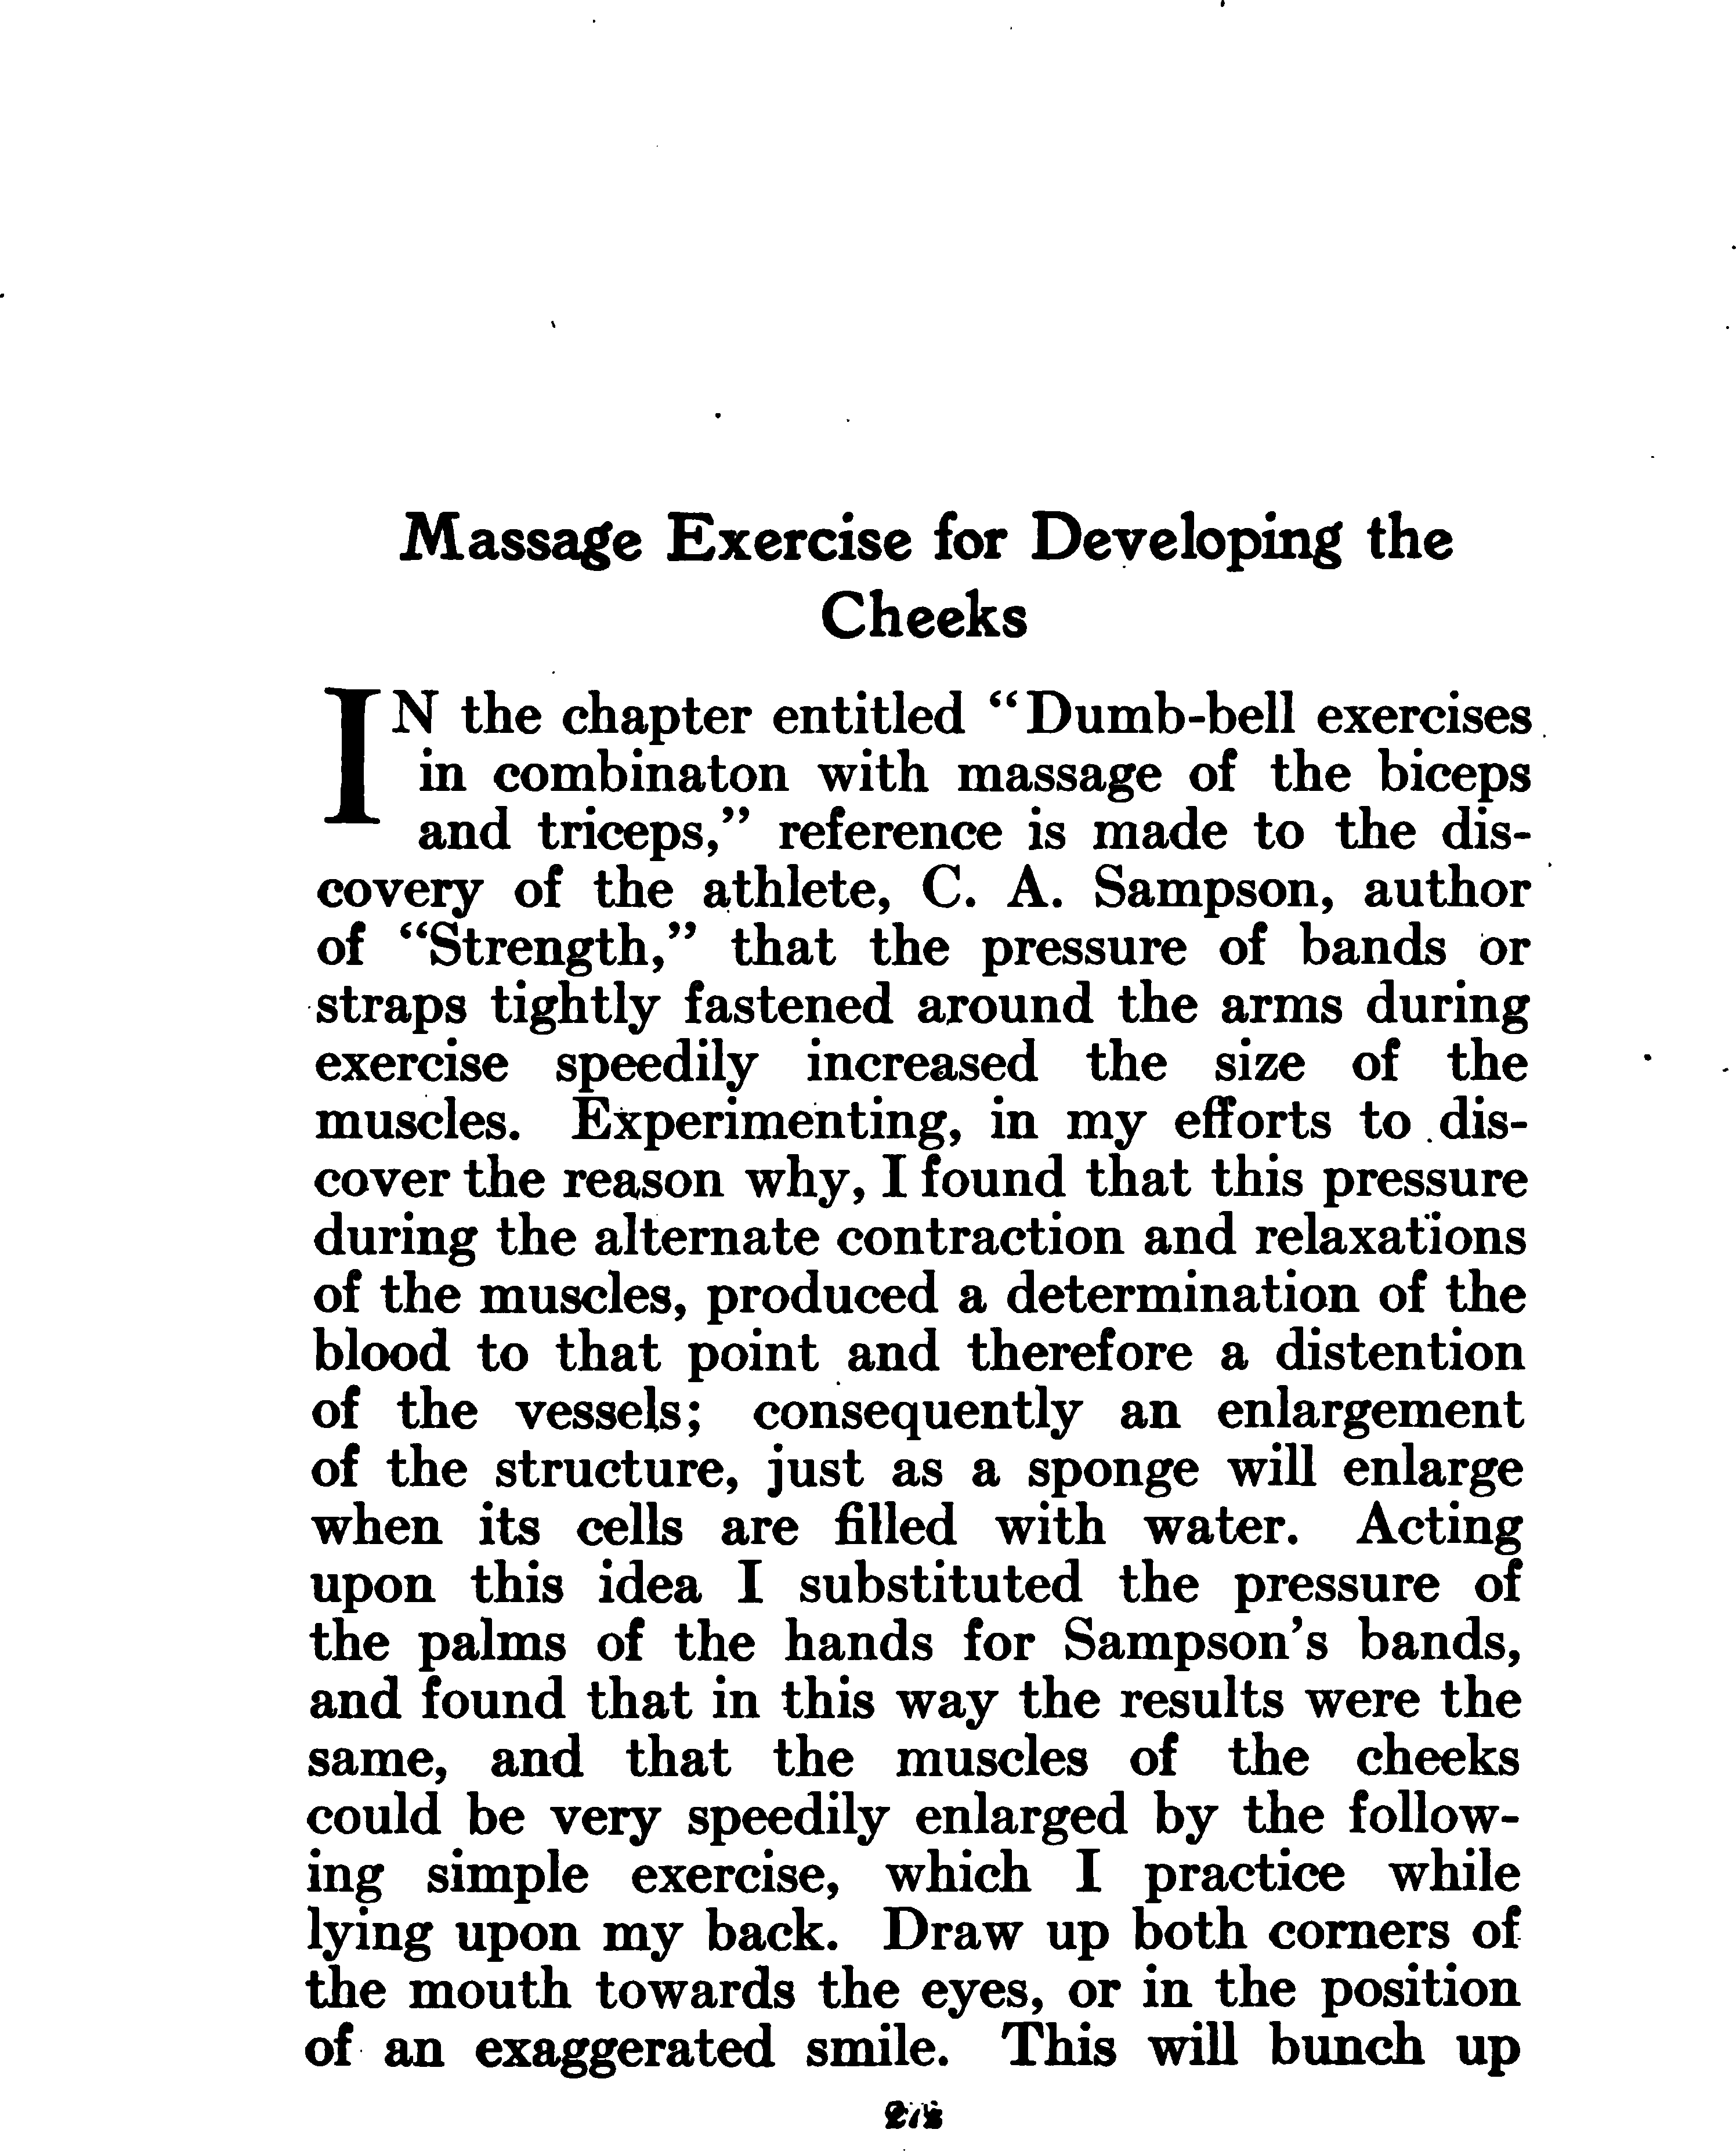 Massage Exercise for Developing the
Cheeks
IN the chapter entitled “Dumb-bell exercises
in combinaton with massage of the biceps
and triceps,” reference is made to the dis-
covery of the athlete, C. A. Sampson, author
of “Strength,” that the pressure of bands or
straps tightly fastened around the arms during
exercise speedily increased the size of the
muscles. Experimenting, in my efforts to dis-
cover the reason why, I found that this pressure
during the alternate contraction and relaxations
of the muscles, produced a determination of the
blood to that point and therefore a distention
of the vessels; consequently an enlargement
of the structure, just as a sponge will enlarge
when its cells are filled with water. Acting
upon this idea I substituted the pressure of
the palms of the hands for Sampson’s bands,
and found that in this way the results were the
same, and that the muscles of the cheeks
could be very speedily enlarged by the follow-
ing simple exercise, which I practice while
lying upon my back. Draw up both corners of
the mouth towards the eyes, or in the position
of an exaggerated smile. This will bunch up